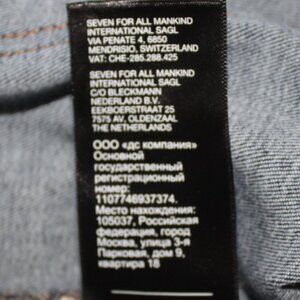 SEVEN FOR ALL MANKIND
INTERNATIONAL SAGL
VIA PENATE 4, 6850
MENDRISIO, SWITZERLAND
VAT: CHE-285.288.425
SEVEN FOR ALL MANKIND
INTERNATIONAL SAGL
C/O BLECKMANN
NEDERLAND B.V.
EEKBOERSTRAAT 25
7575 AV, OLDENZAAL
THE NETHERLANDS
ООО «дс компания»
Основной
государственный
регистрационный
номер:
1107746937374.
Место нахождения:
105037, Российская
федерация, город
Москва, улица 3-я
Парковая, дом 9,
квартира 18